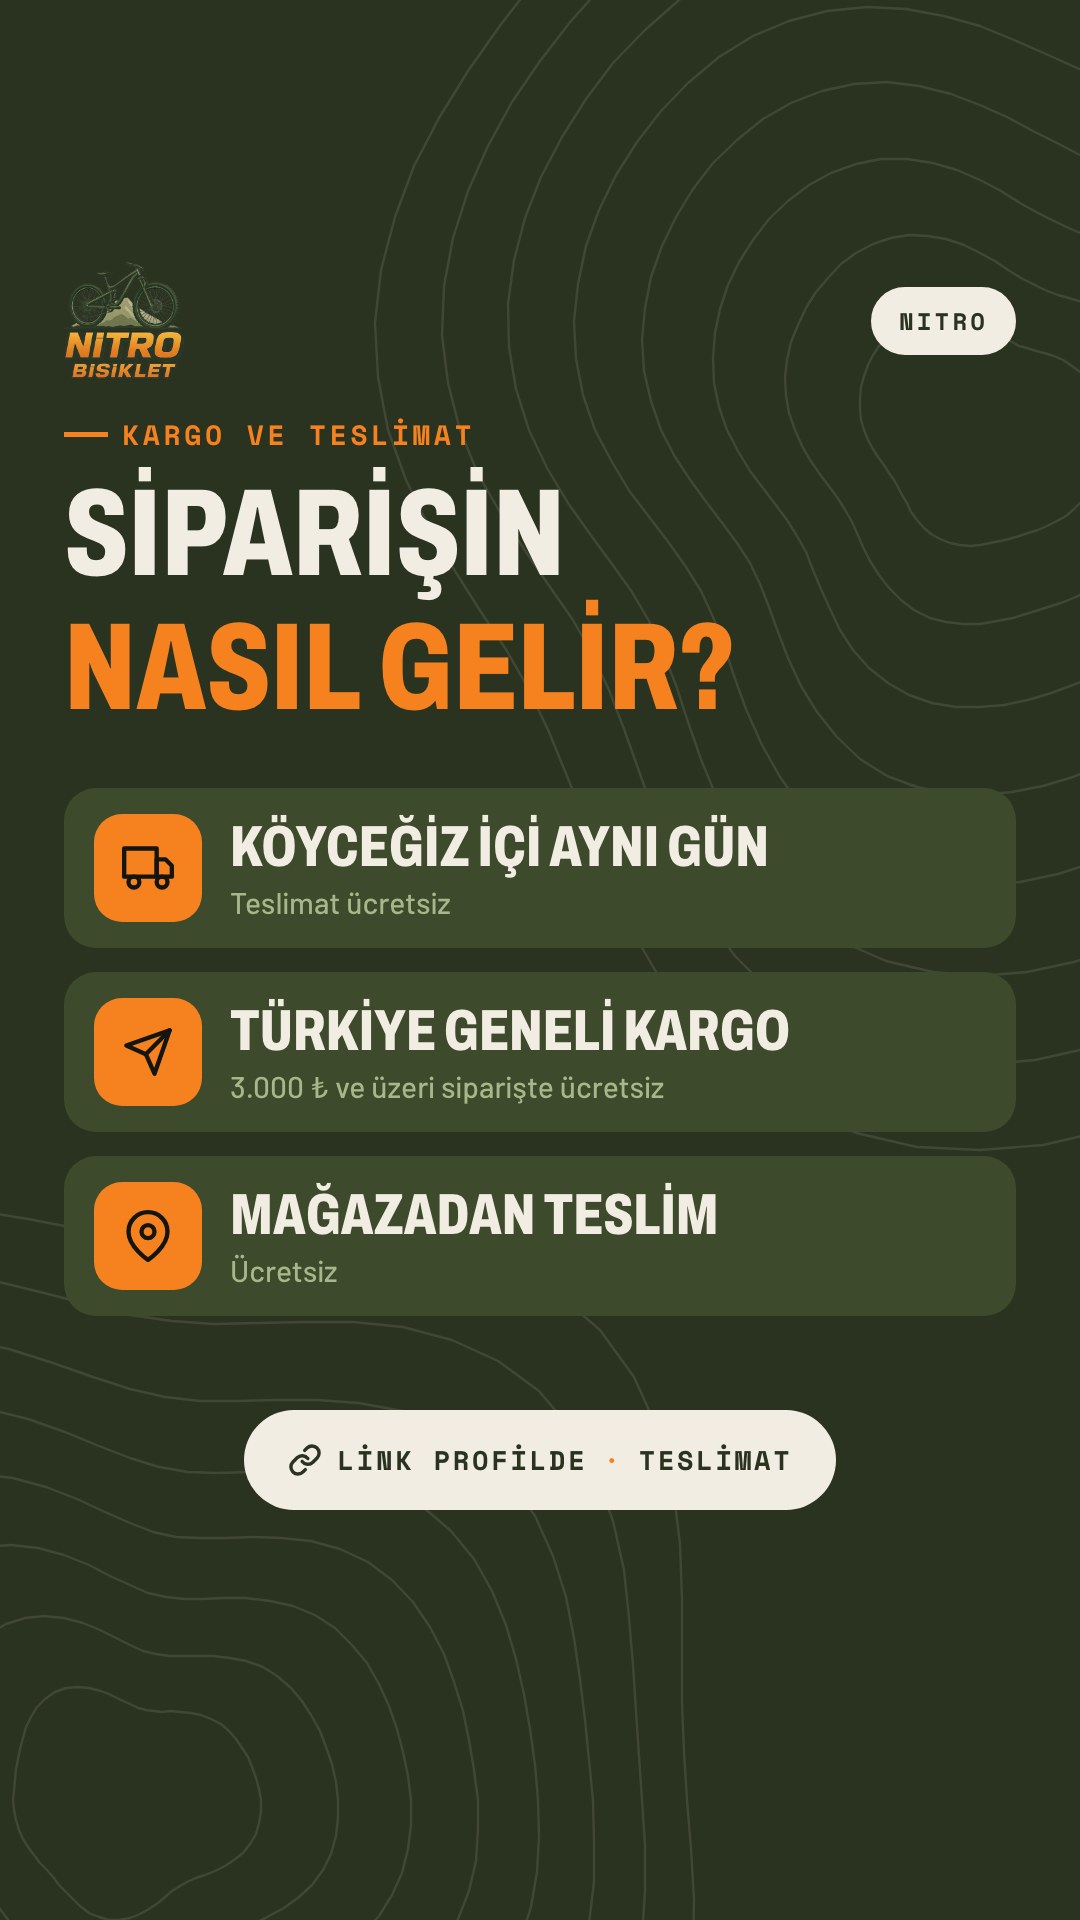 NiTRO
BiSiKLET
NITRO
KARGO VE TESLİMAT
SİPARİŞİN
NASIL GELİR?
KÖYCEĞİZ İÇİ AYNI GÜN
Teslimat ücretsiz
TÜRKİYE GENELİ KARGO
3.000 ₺ ve üzeri siparişte ücretsiz
MAĞAZADAN TESLİM
Ücretsiz
LİNK PROFİLDE · TESLİMAT